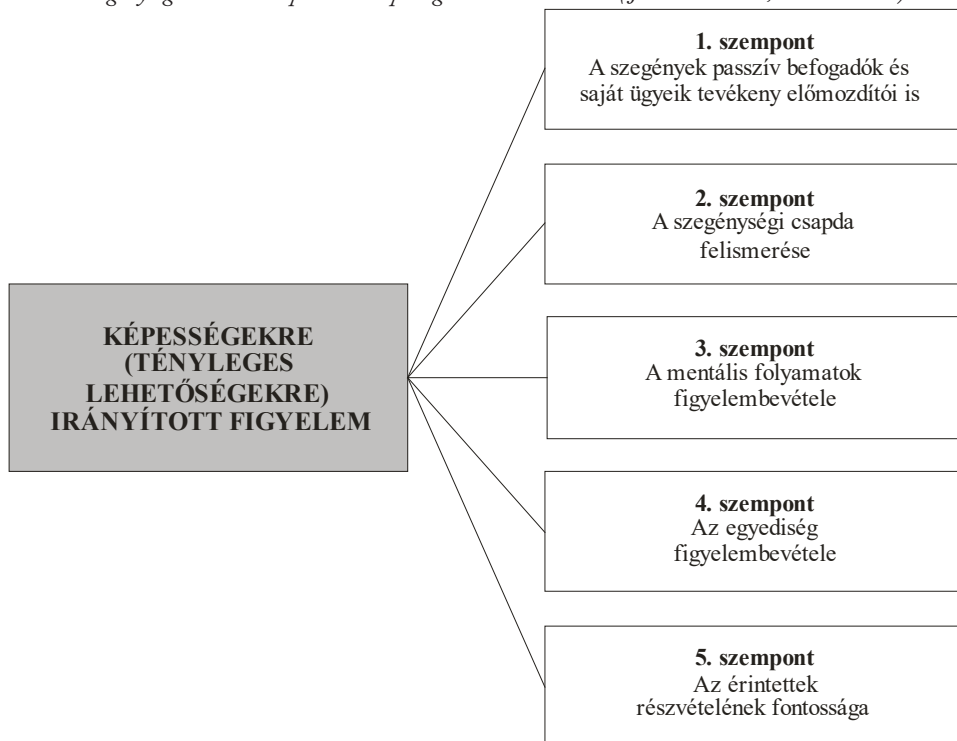 KÉPESSÉGEKRE
(TÉNYLEGES
LEHETŐSÉGEKRE)
IRÁNYÍTOTT FIGYELEM
1. szempont
A szegények passzív befogadók és
saját ügyeik tevékeny előmozdítói is
2. szempont
A szegénységi csapda
felismerése
3. szempont
A mentális folyamatok
figyelembevétele
4. szempont
Az egyediség
figyelembevétele
5. szempont
Az érintettek
részvételének fontossága